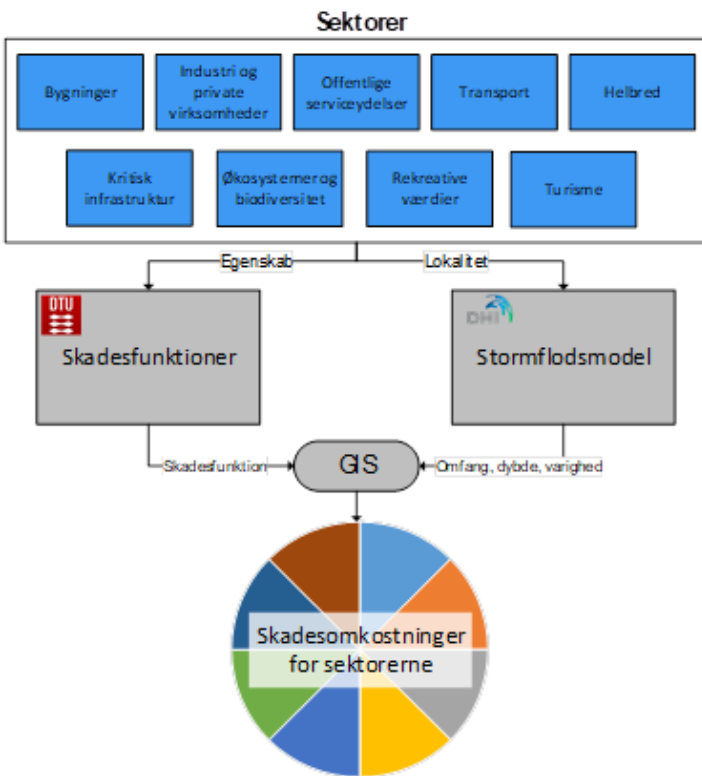 Sektorer
Bygninger
Industri og
private
virksomheder
Offentlige
serviceydelser
Transport
Helbred
Kritisk
infrastruktur
Økosystemer og
biodiversitet
Rekreative
værdier
Turisme
Egenskab
Lokalitet
DTU
Skadesfunktioner
DHI
Stormflodsmodel
Skadesfunktion
GIS
Omfang, dybde, varighed
Skadesomkostninger
for sektorerne